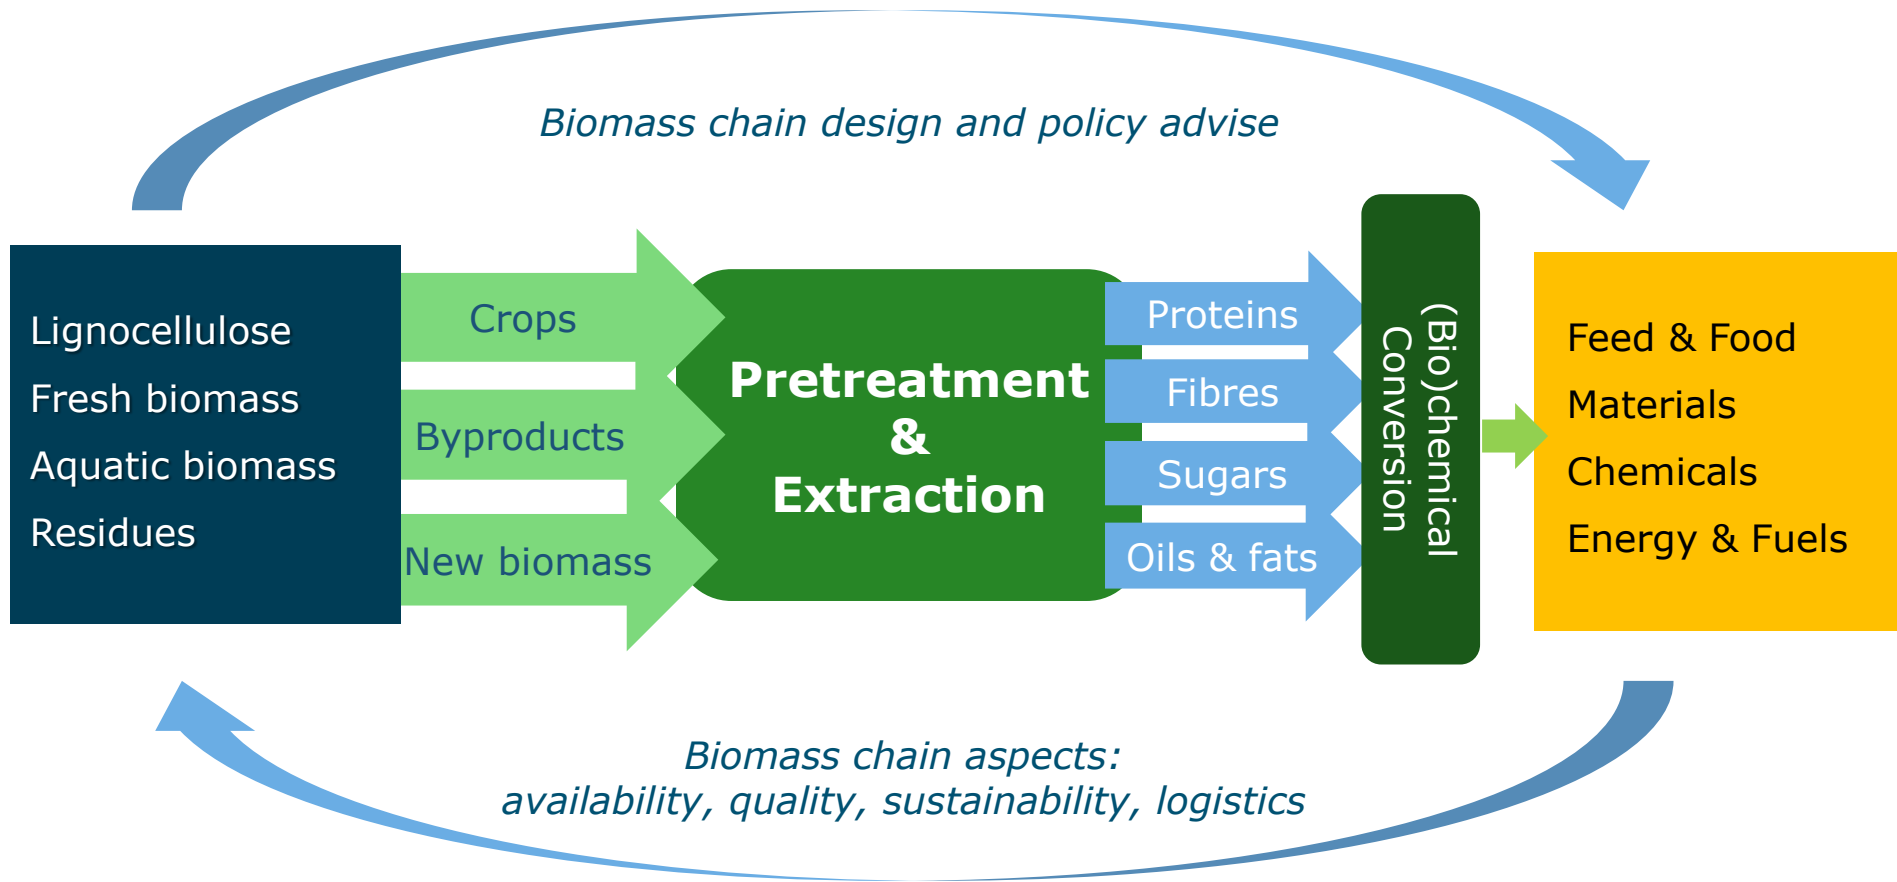 Biomass chain design and policy advise
Lignocellulose
Fresh biomass
Aquatic biomass
Residues
Crops
Byproducts
New biomass
Pretreatment
&
Extraction
Proteins
Fibres
Sugars
Oils & fats
(Bio)chemical
Conversion
Feed & Food
Materials
Chemicals
Energy & Fuels
Biomass chain aspects:
availability, quality, sustainability, logistics